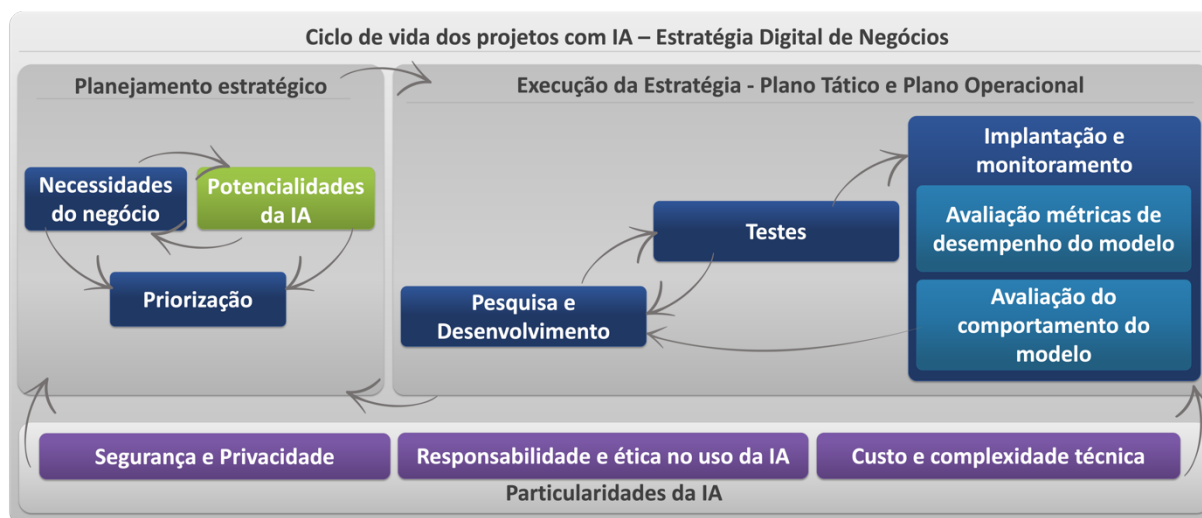 Ciclo de vida dos projetos com IA – Estratégia Digital de Negócios
Planejamento estratégico
Necessidades
do negócio
Potencialidades
da IA
Priorização
Execução da Estratégia - Plano Tático e Plano Operacional
Pesquisa e
Desenvolvimento
Testes
Implantação e
monitoramento
Avaliação métricas de
desempenho do modelo
Avaliação do
comportamento do
modelo
Segurança e Privacidade
Responsabilidade e ética no uso da IA
Custo e complexidade técnica
Particularidades da IA